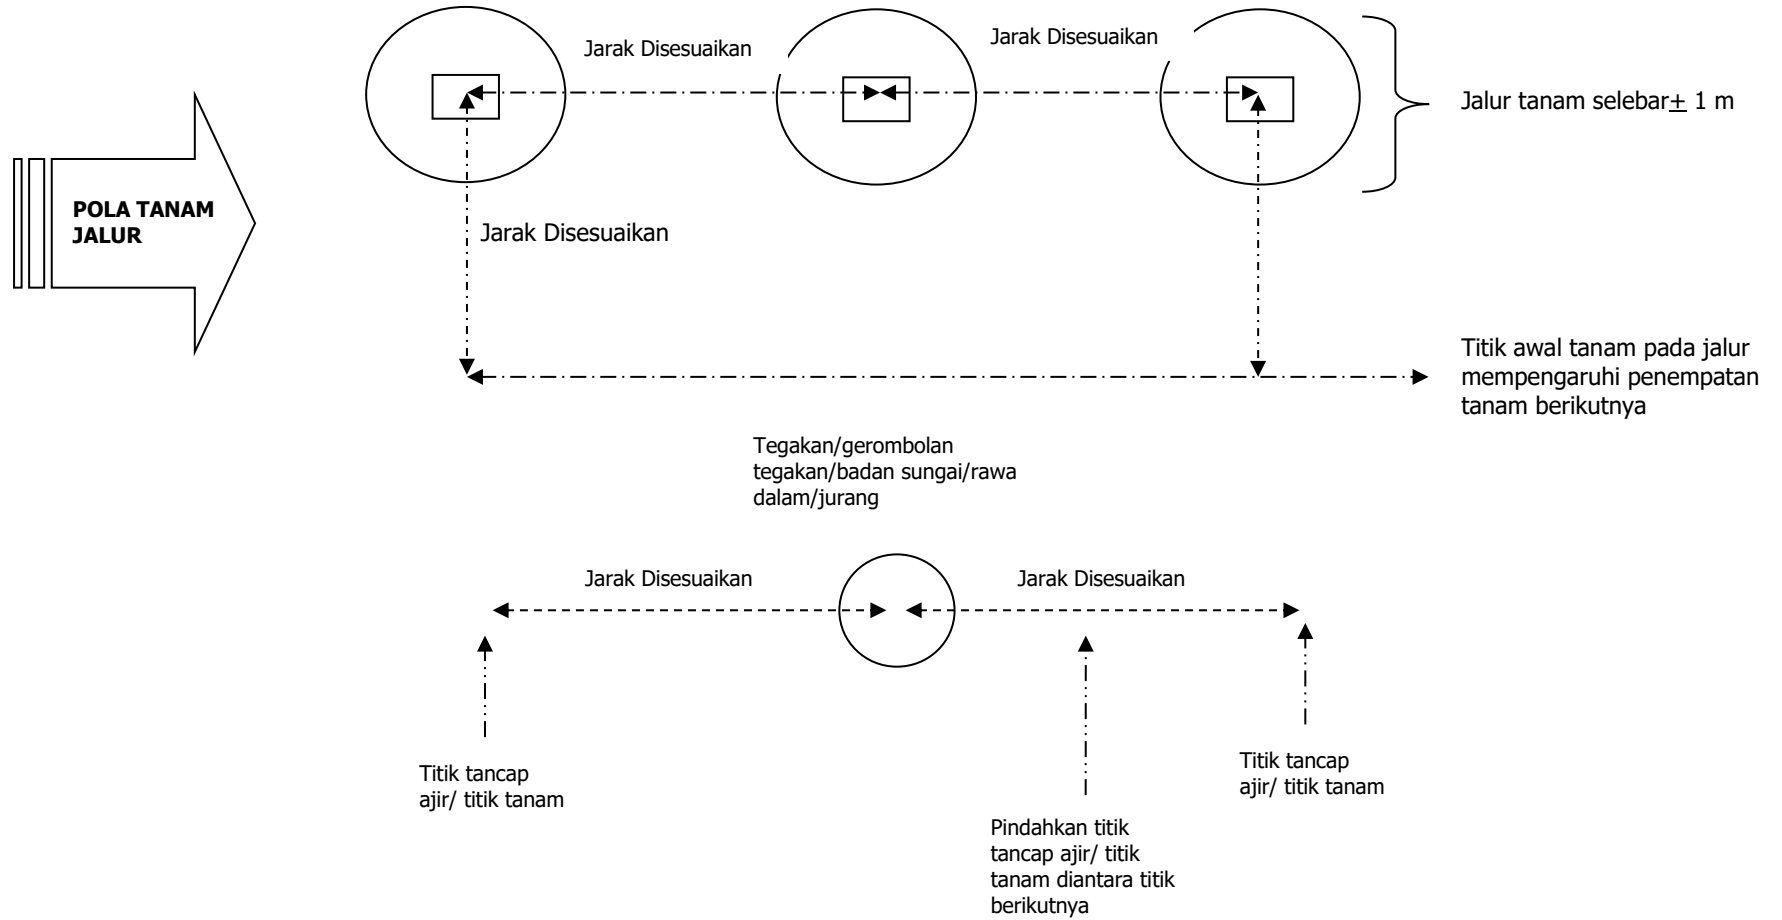 Jarak Disesuaikan
Jarak Disesuaikan
Jalur tanam selebar+ 1 m
POLA TANAM
JALUR
Jarak Disesuaikan
Titik awal tanam pada jalur
mempengaruhi penempatan
tanam berikutnya
Tegakan/gerombolan
tegakan/badan sungai/rawa
dalam/jurang
Jarak Disesuaikan
Jarak Disesuaikan
Titik tancap
ajir/ titik tanam
Titik tancap
ajir/ titik tanam
Pindahkan titik
tancap ajir/ titik
tanam diantara titik
berikutnya